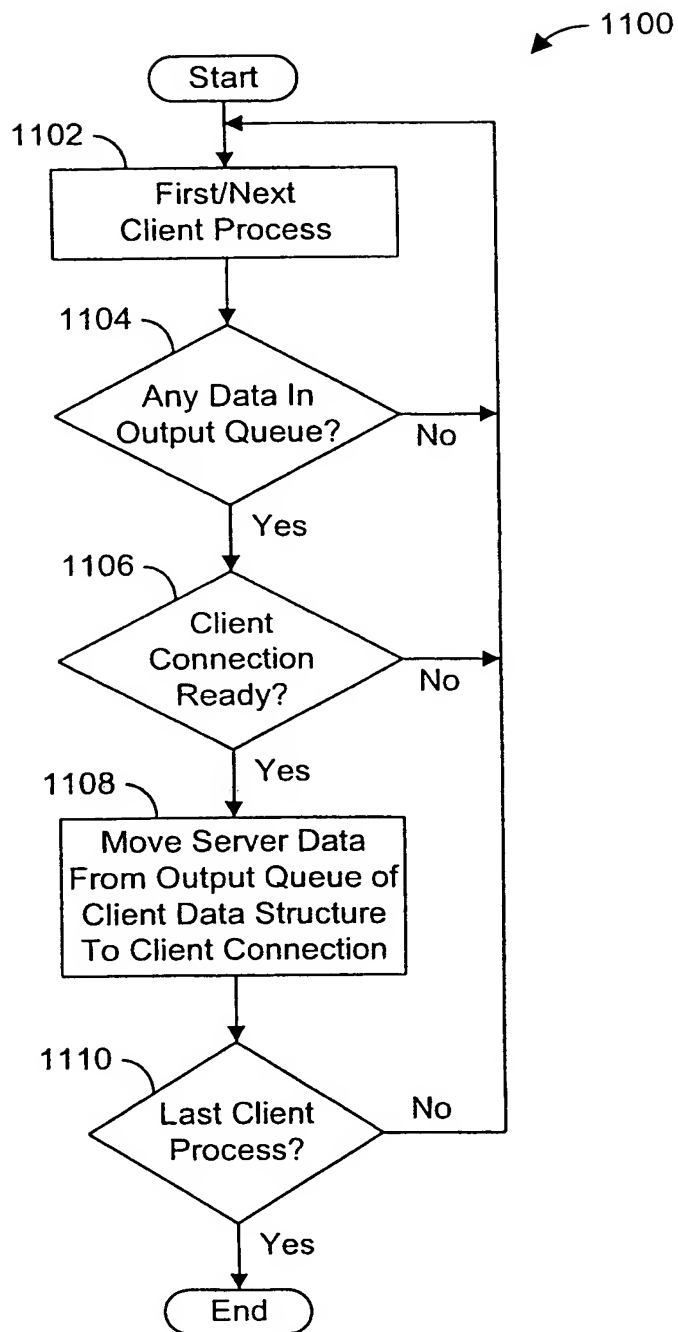 1100
Start
1102
First/Next
Client Process
1104
Any Data In
Output Queue?
No
Yes
1106
Client
Connection
Ready?
No
Yes
1108
Move Server Data
From Output Queue of
Client Data Structure
To Client Connection
1110
Last Client
Process?
No
Yes
End